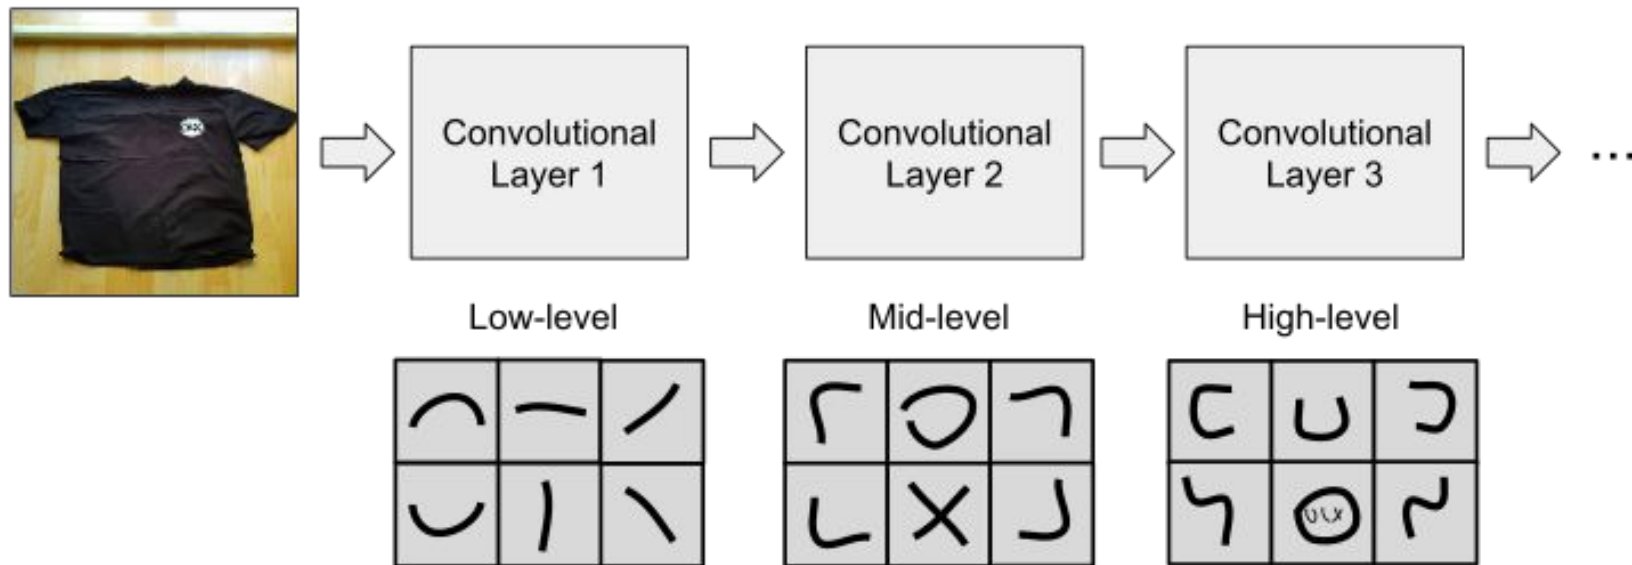 Convolutional
Layer 1
Convolutional
Layer 2
Convolutional
Layer 3
...
Low-level
Mid-level
High-level